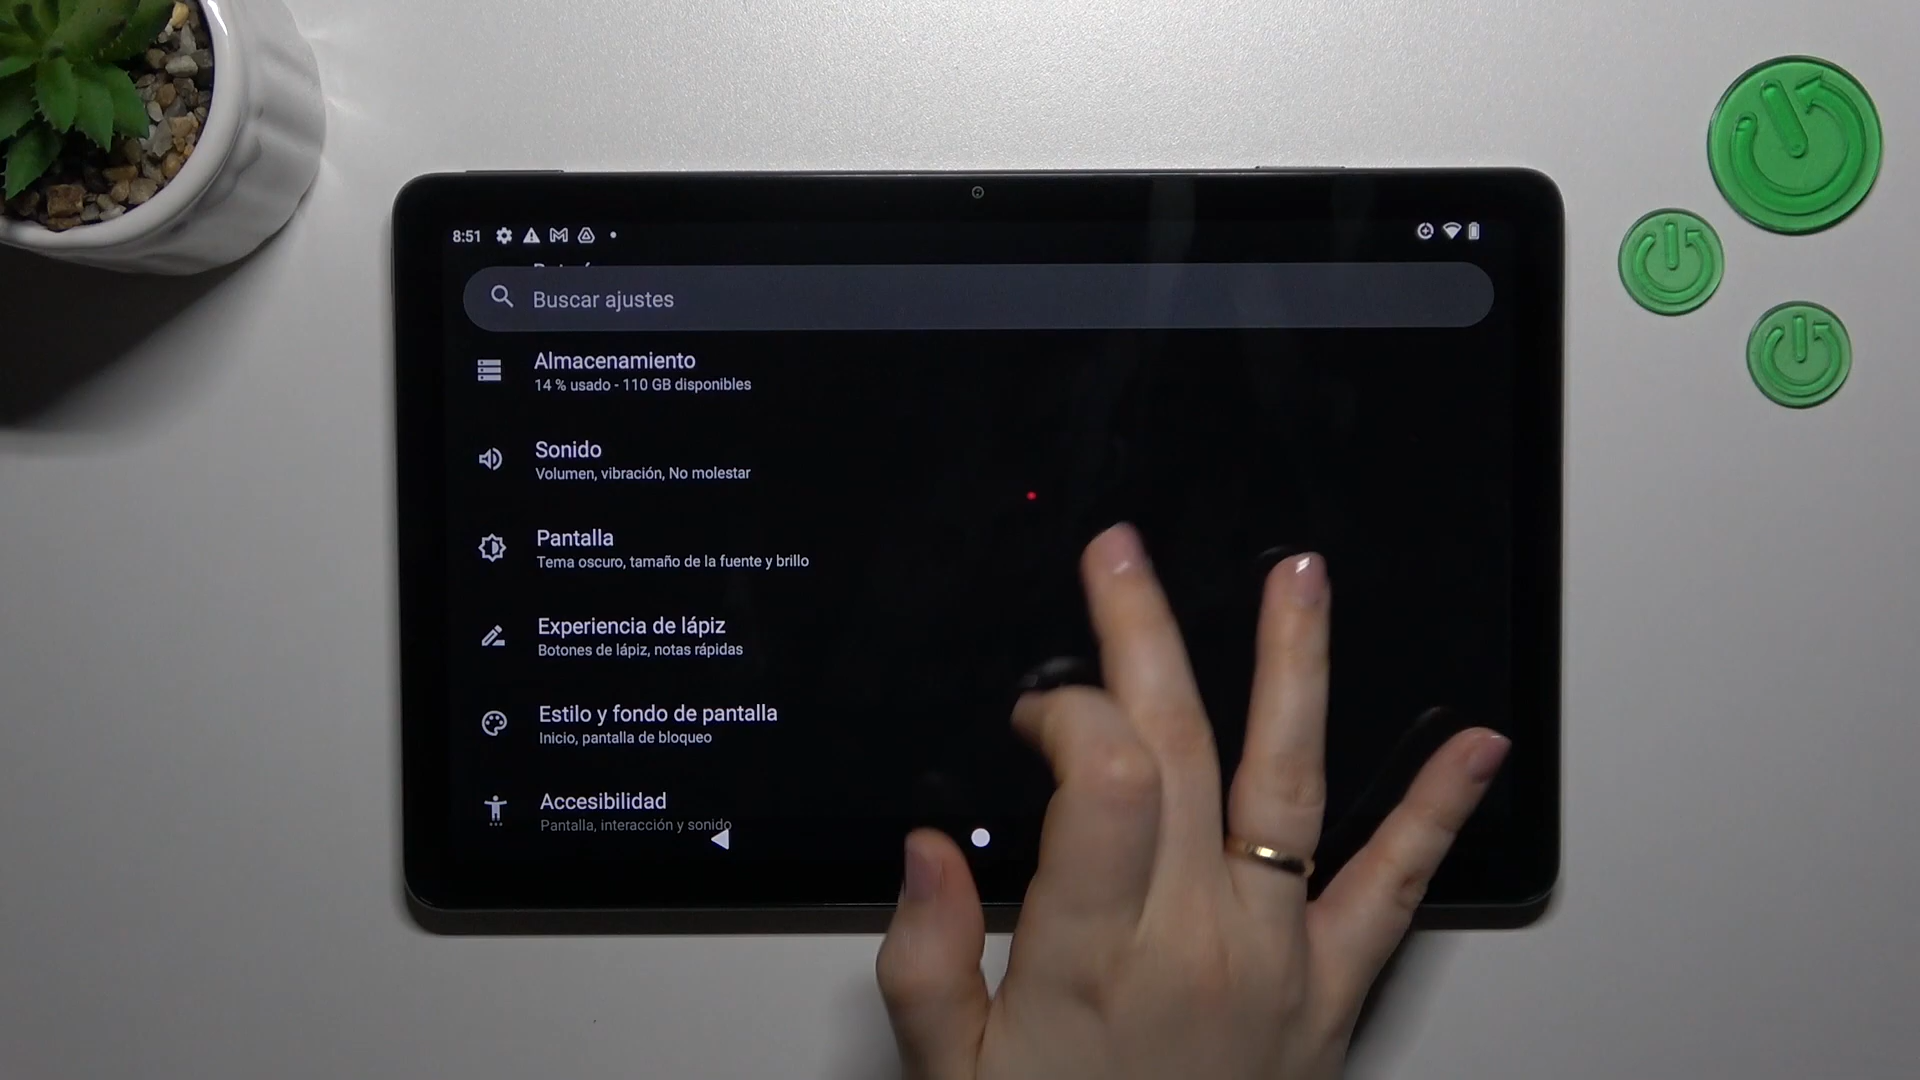 8:51
Buscar ajustes
Almacenamiento
14 % usado - 110 GB disponibles
Sonido
Volumen, vibración, No molestar
Pantalla
Tema oscuro, tamaño de la fuente y brillo
Experiencia de lápiz
Botones de lápiz, notas rápidas
Estilo y fondo de pantalla
Inicio, pantalla de bloqueo
Accesibilidad
Pantalla, interacción y sonido